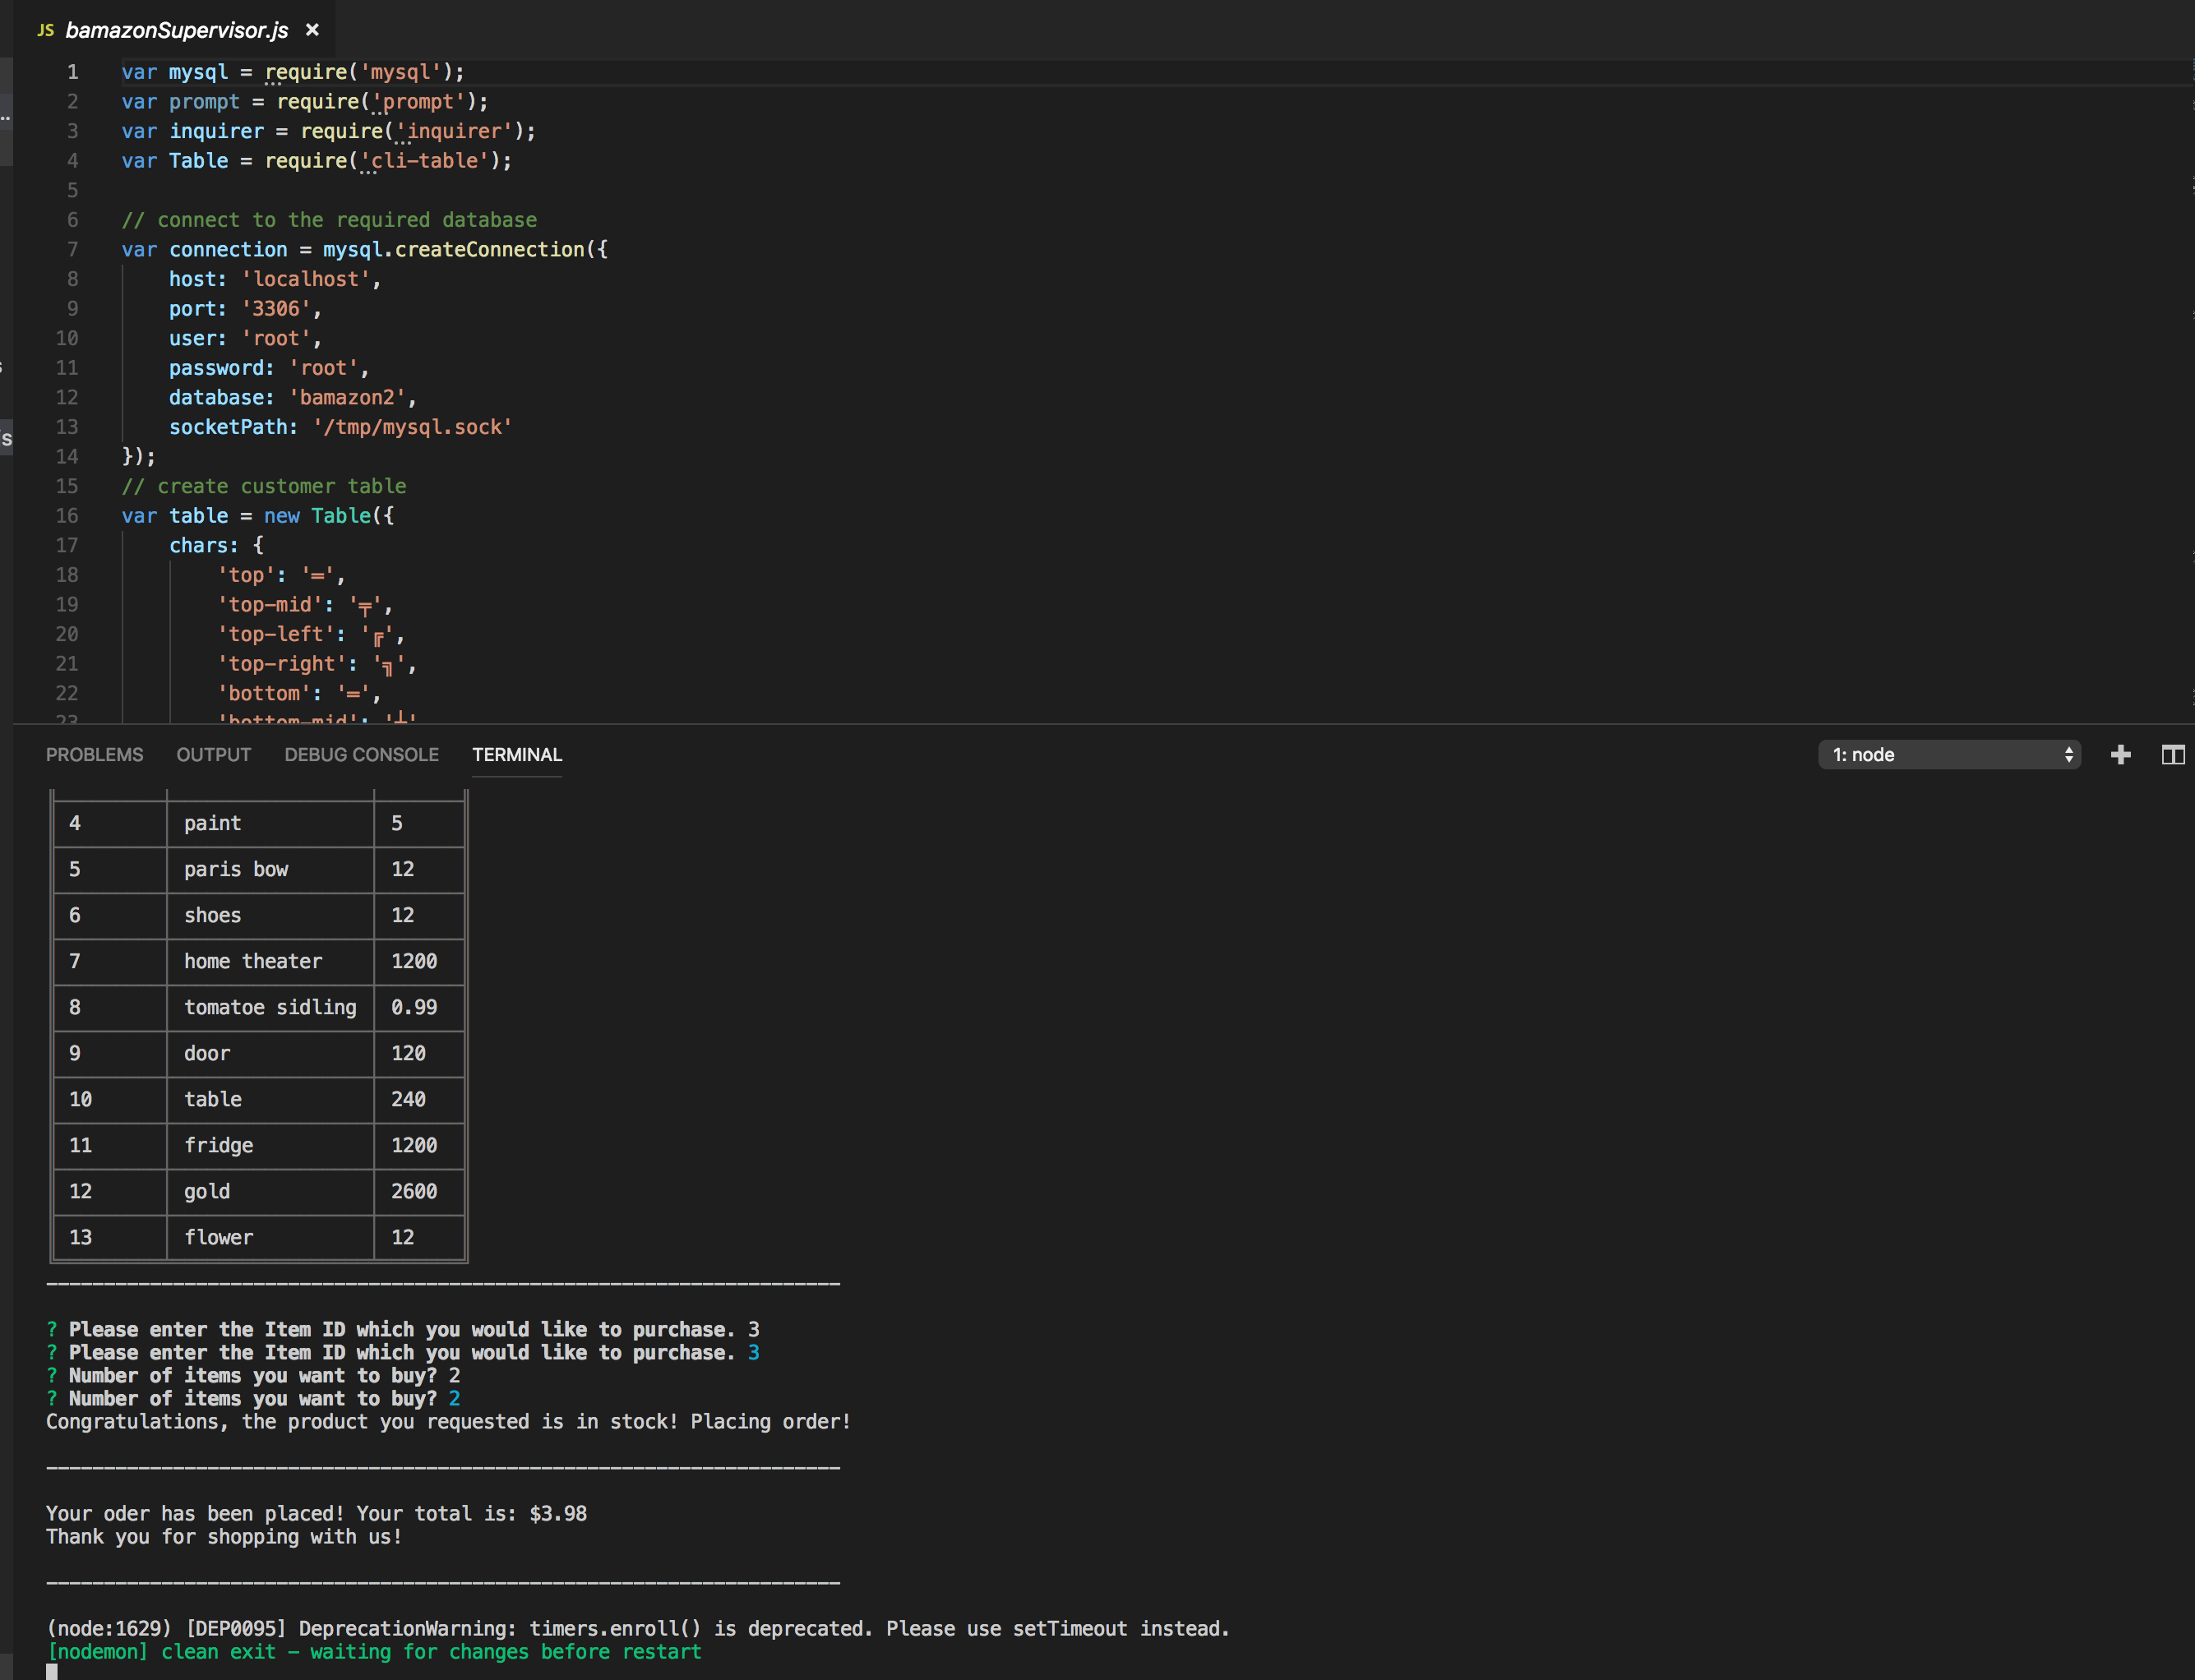 JS bamazonSupervisor.js ×
1 var mysql = require('mysql');
2 var prompt = require('prompt');
3 var inquirer = require('inquirer');
4 var Table = require('cli-table');
5
6 // connect to the required database
7 var connection = mysql.createConnection({
8 host: 'localhost',
9 port: '3306',
10 user: 'root',
11 password: 'root',
12 database: 'bamazon2',
13 socketPath: '/tmp/mysql.sock'
14 });
15 // create customer table
16 var table = new Table({
17 chars: {
18 'top': '═',
19 'top-mid': '╤',
20 'top-left': '╔',
21 'top-right': '╗',
22 'bottom': '═',
23 'bottom-mid': '╧'
PROBLEMS OUTPUT DEBUG CONSOLE TERMINAL 1: node
4 paint 5
5 paris bow 12
6 shoes 12
7 home theater 1200
8 tomatoe sidling 0.99
9 door 120
10 table 240
11 fridge 1200
12 gold 2600
13 flower 12
? Please enter the Item ID which you would like to purchase. 3
? Please enter the Item ID which you would like to purchase. 3
? Number of items you want to buy? 2
? Number of items you want to buy? 2
Congratulations, the product you requested is in stock! Placing order!
Your oder has been placed! Your total is: $3.98
Thank you for shopping with us!
(node:1629) [DEP0095] DeprecationWarning: timers.enroll() is deprecated. Please use setTimeout instead.
[nodemon] clean exit - waiting for changes before restart